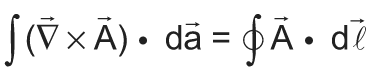 ∫(∇⃗ × A⃗) • da⃗ = ∮A⃗ • dℓ⃗